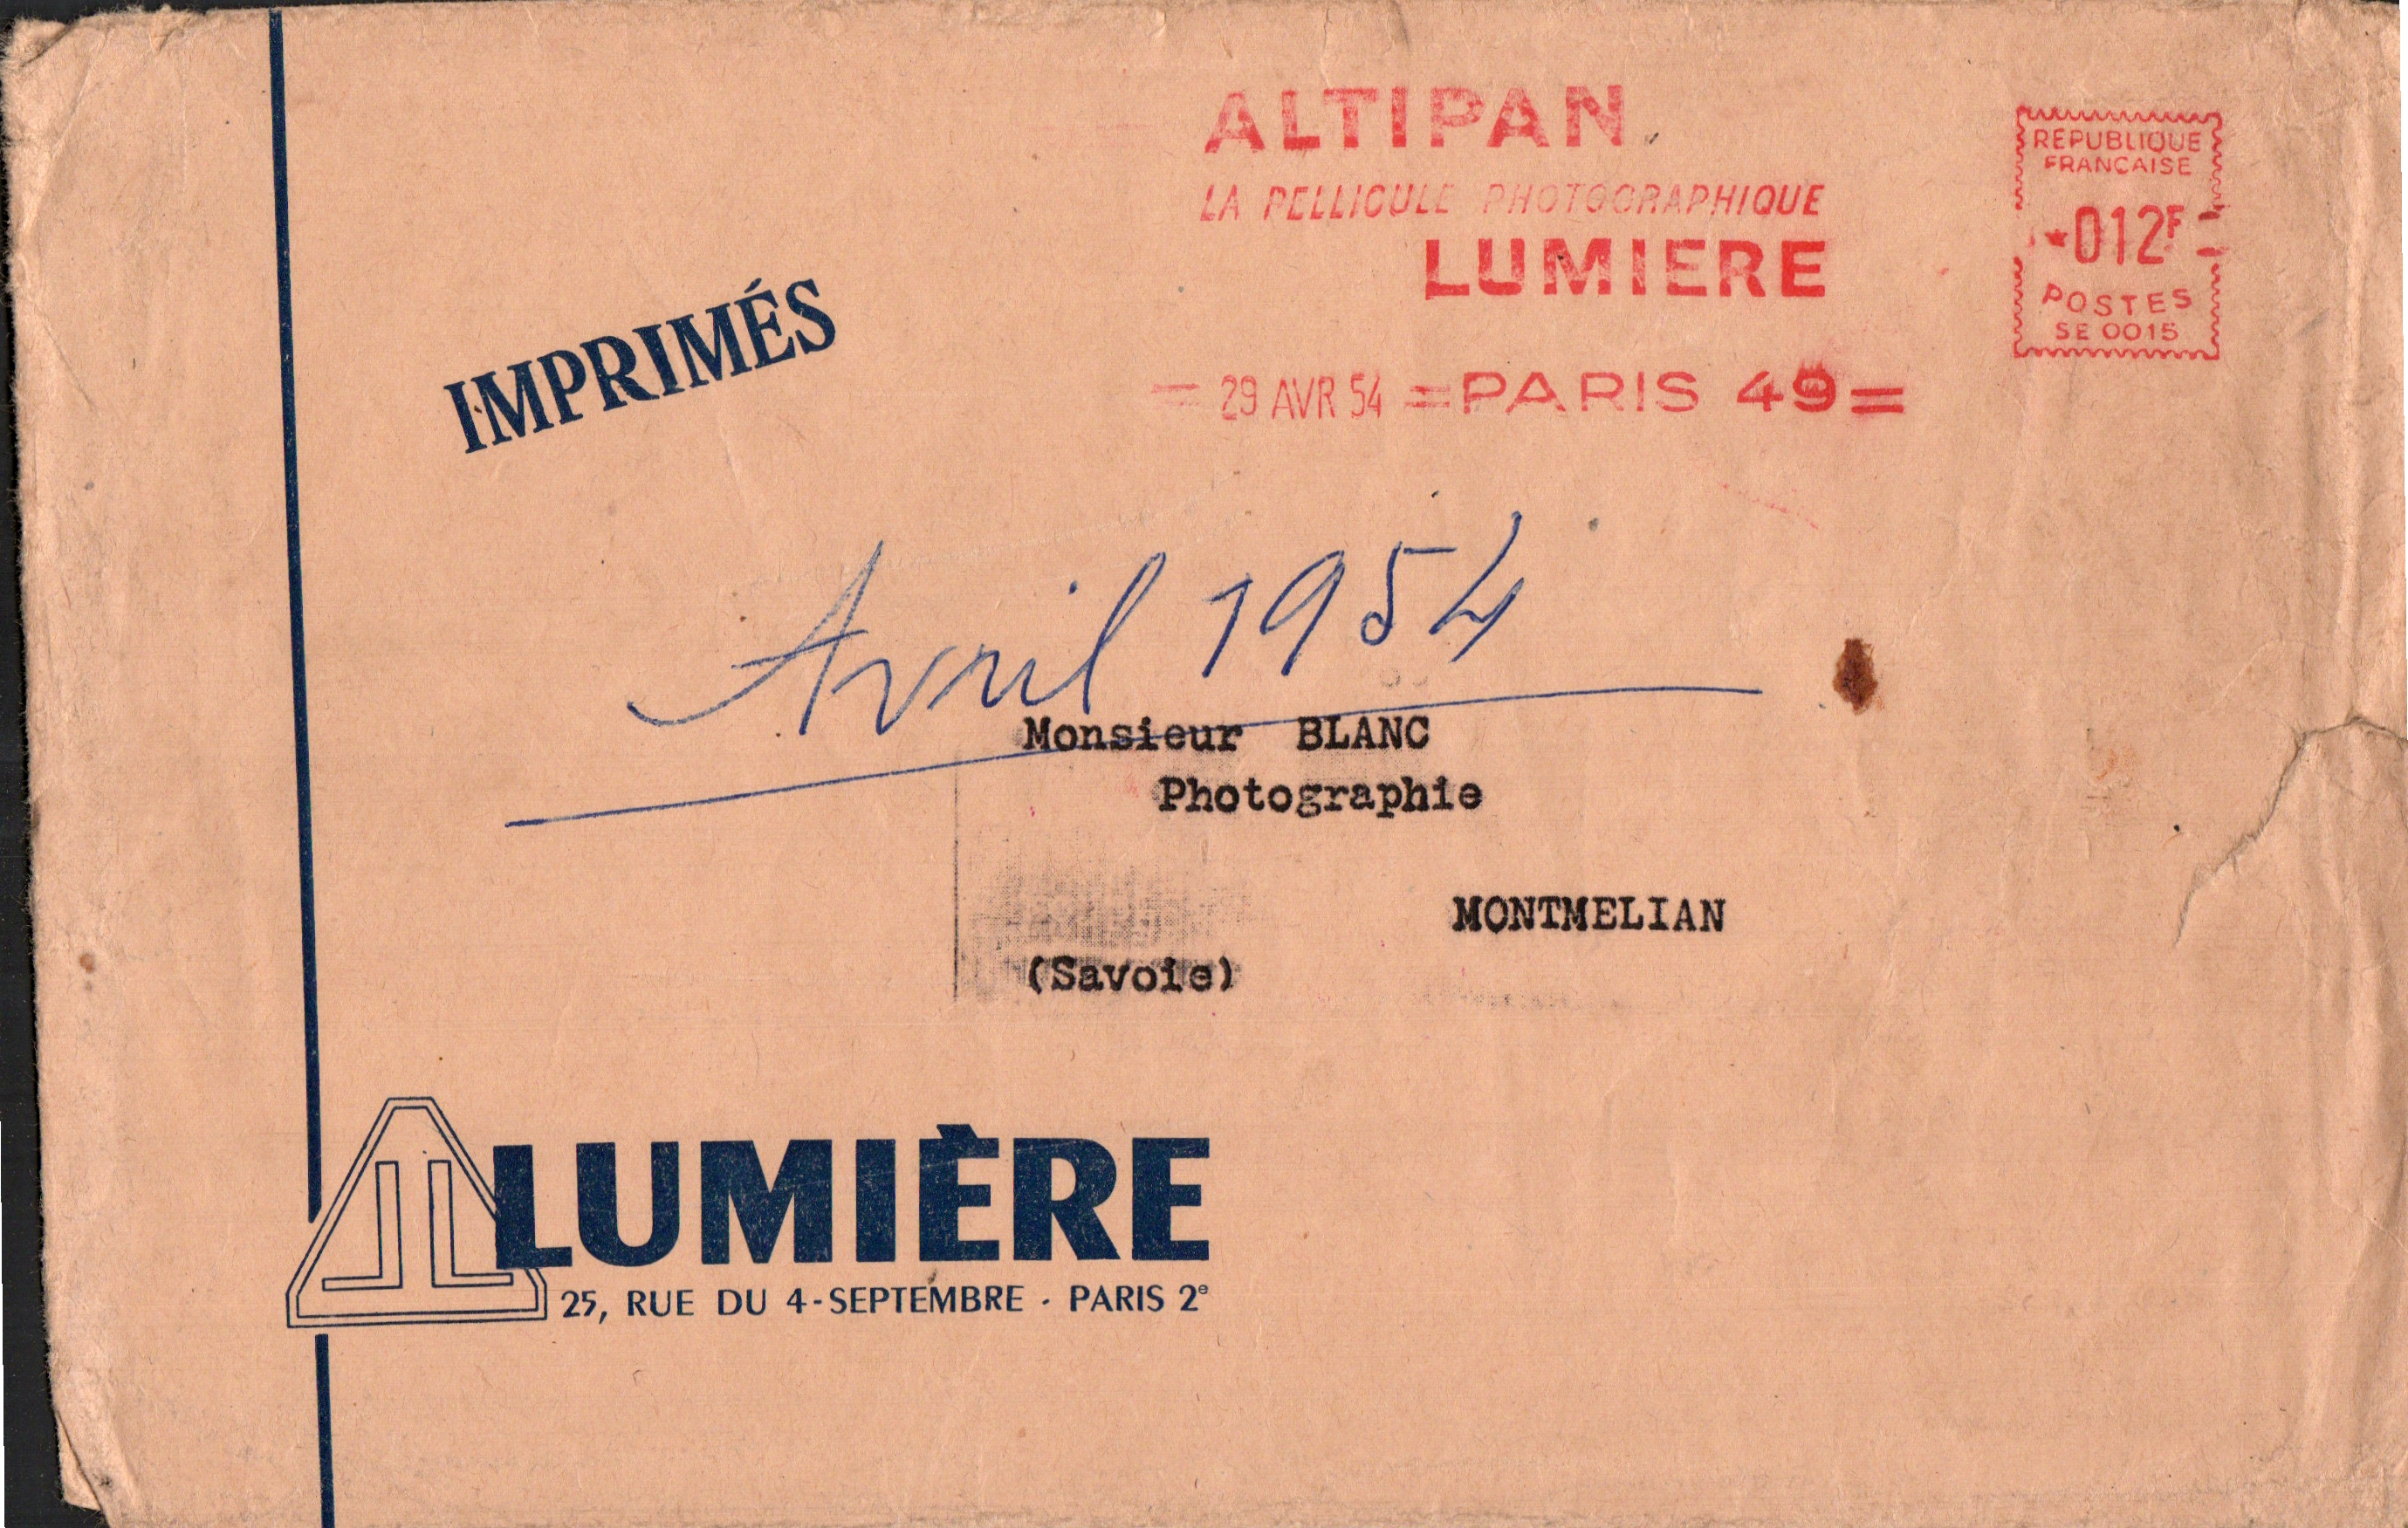 ALTIPAN
LA PELLICULE PHOTOGRAPHIQUE
LUMIERE
= 29 AVR 54 = PARIS 49 =
REPUBLIQUE
FRANCAISE
*012F
POSTES
SE 0015
IMPRIMÉS
Avril 1954
Monsieur BLANC
Photographie
MONTMELIAN
(Savoie)
LUMIÈRE
25, RUE DU 4-SEPTEMBRE - PARIS 2e